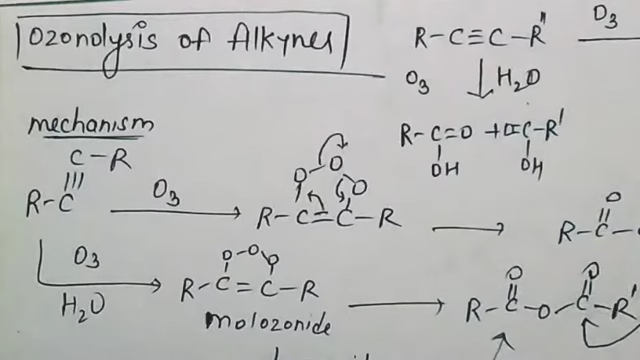 Ozonolysis of Alkynes
R-C≡C-R"
O3
O3 H2O
R-C=O + O=C-R'
OH OH
mechanism
C-R
|||
R-C
O3
O-O
O
R-C=C-R
O
R-C-
O3
H2O
O-O
R-C=C-R
molozonide
O O
R-C-O-C-R'